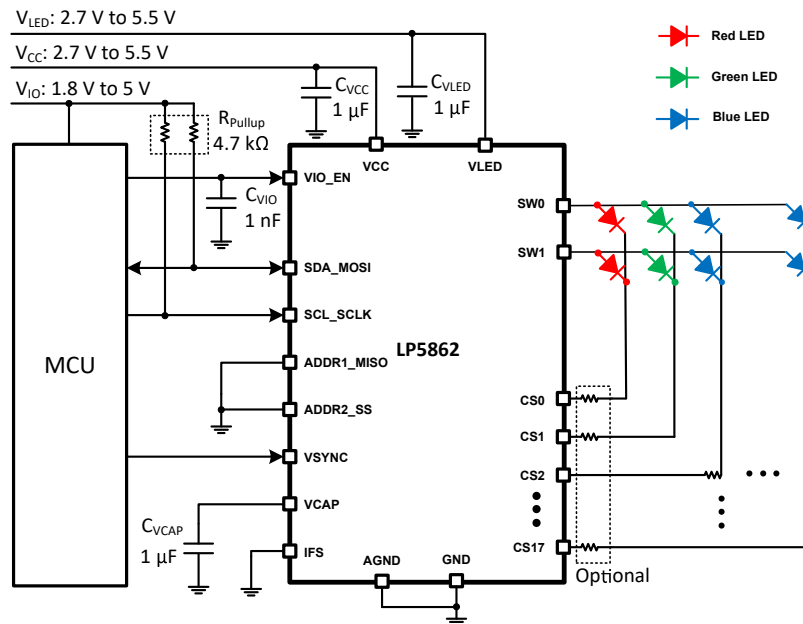 VLED: 2.7 V to 5.5 V
VCC: 2.7 V to 5.5 V
VIO: 1.8 V to 5 V
RPullup
4.7 kΩ
CVCC
1 µF
CVLED
1 µF
Red LED
Green LED
Blue LED
VCC
VLED
VIO_EN
CVIO
1 nF
SW0
SW1
SDA_MOSI
SCL_SCLK
MCU
LP5862
ADDR1_MISO
ADDR2_SS
CS0
CS1
CS2
VSYNC
VCAP
CVCAP
1 µF
IFS
AGND
GND
CS17
Optional